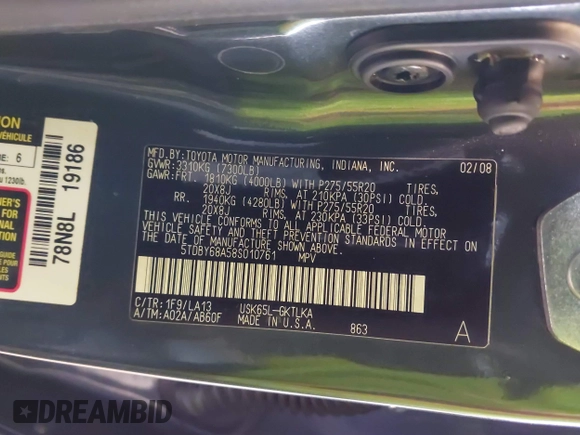 ION
VÉHICULE
E: 6
1230lb.
78N8L 19186
MFD.BY:TOYOTA MOTOR MANUFACTURING, INDIANA, INC. 02/08
GVWR: 3310KG (7300LB)
GAWR: FRT. 1810KG (4000LB) WITH P275/55R20 TIRES,
20X8J RIMS, AT 210KPA (30PSI) COLD.
RR. 1940KG (4280LB) WITH P275/55R20 TIRES,
20X8J RIMS, AT 230KPA (33PSI) COLD.
THIS VEHICLE CONFORMS TO ALL APPLICABLE FEDERAL MOTOR
VEHICLE SAFETY AND THEFT PREVENTION STANDARDS IN EFFECT
ON THE DATE OF MANUFACTURE SHOWN ABOVE.
5TDBY68A58S010761 MPV
C/TR: 1F9/LA13 USK65L-GKTLKA
A/TM: A02A/AB60F MADE IN U.S.A. 863 A
DREAMBID